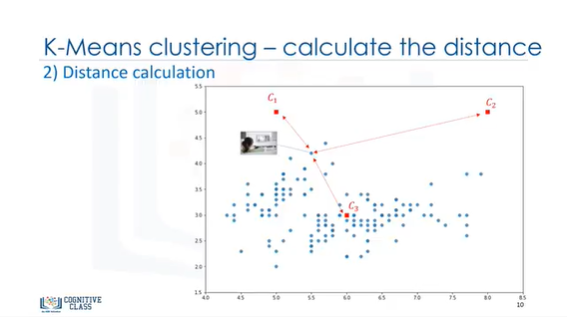 K-Means clustering – calculate the distance
2) Distance calculation
5.5
5.0
4.5
4.0
3.5
3.0
2.5
2.0
1.5
C1
C2
C3
4.0 4.5 5.0 5.5 6.0 6.5 7.0 7.5 8.0 8.5
10
COGNITIVE
CLASS